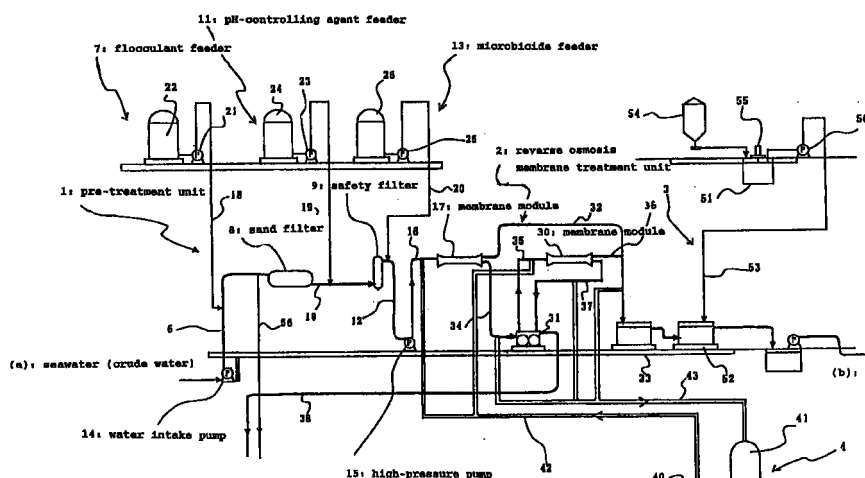 11: pH-controlling agent feeder
7: flocculant feeder
13: microbicide feeder
22
24
26
21
23
25
54
55
56
P
P
P
P
2: reverse osmosis
membrane treatment unit
51
9: safety filter
20
1: pre-treatment unit
18
19
17: membrane module
32
36
3
8: sand filter
16
35
30: membrane module
53
6
56
10
12
34
31
37
P
(a): seawater (crude water)
P
P
33
52
(b):
43
14: water intake pump
38
41
4
15: high-pressure pump
42
40